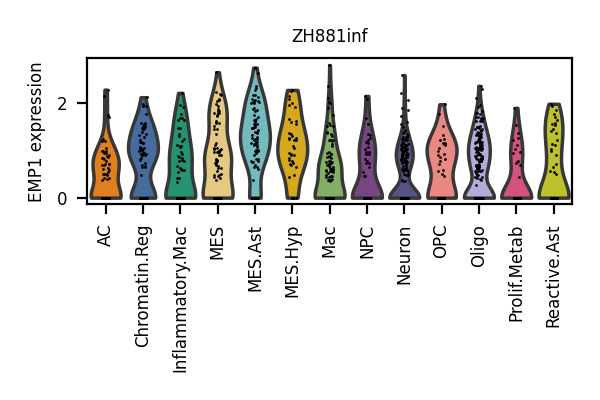 ZH881inf
EMP1 expression
2
0
AC
Chromatin.Reg
Inflammatory.Mac
MES
MES.Ast
MES.Hyp
Mac
NPC
Neuron
OPC
Oligo
Prolif.Metab
Reactive.Ast